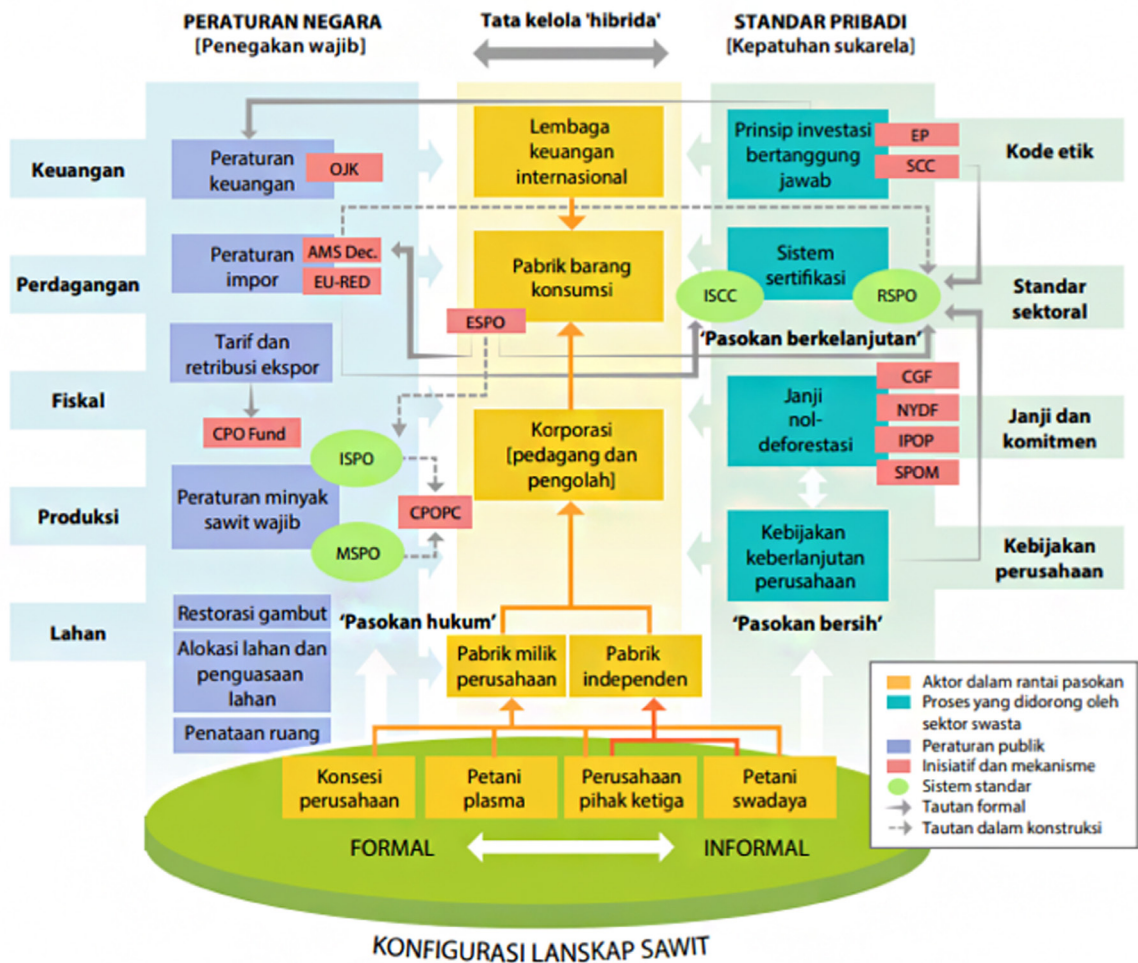 PERATURAN NEGARA
[Penegakan wajib]
Tata kelola 'hibrida'
STANDAR PRIBADI
[Kepatuhan sukarela]
Keuangan
Peraturan
keuangan
OJK
Lembaga
keuangan
internasional
Prinsip investasi
bertanggung
jawab
EP
SCC
Kode etik
Perdagangan
Peraturan
impor
AMS Dec.
EU-RED
Pabrik barang
konsumsi
Sistem
sertifikasi
ISCC
RSPO
Standar
sektoral
ESPO
'Pasokan berkelanjutan'
Fiskal
Tarif dan
retribusi ekspor
CPO Fund
Korporasi
[pedagang dan
pengolah]
Janji
nol-
deforestasi
CGF
NYDF
IPOP
SPOM
Janji dan
komitmen
Produksi
ISPO
Peraturan minyak
sawit wajib
MSPO
CPOPC
Kebijakan
keberlanjutan
perusahaan
Kebijakan
perusahaan
Lahan
Restorasi gambut
Alokasi lahan dan
penguasaan
lahan
Penataan ruang
'Pasokan hukum'
'Pasokan bersih'
Pabrik milik
perusahaan
Pabrik
independen
Konsesi
perusahaan
Petani
plasma
Perusahaan
pihak ketiga
Petani
swadaya
FORMAL
INFORMAL
KONFIGURASI LANSKAP SAWIT
Aktor dalam rantai pasokan
Proses yang didorong oleh
sektor swasta
Peraturan publik
Inisiatif dan mekanisme
Sistem standar
Tautan formal
Tautan dalam konstruksi